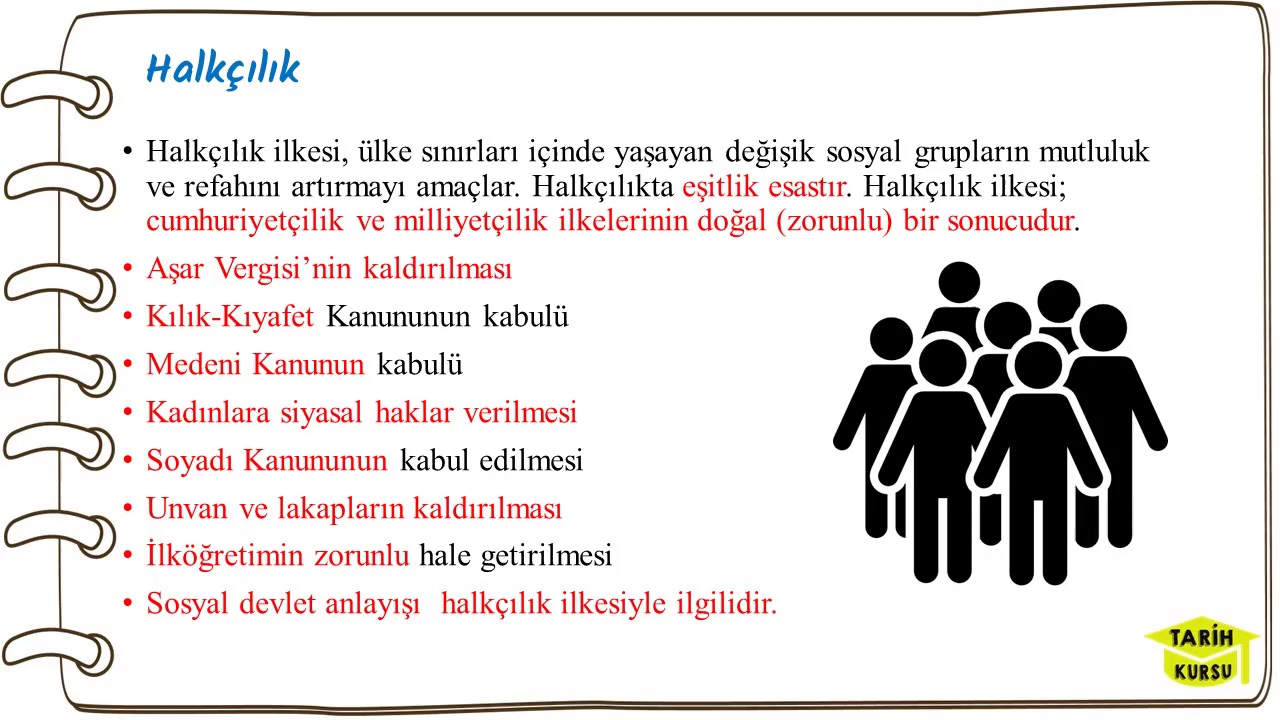 Halkçılık
• Halkçılık ilkesi, ülke sınırları içinde yaşayan değişik sosyal grupların mutluluk
ve refahını artırmayı amaçlar. Halkçılıkta eşitlik esastır. Halkçılık ilkesi;
cumhuriyetçilik ve milliyetçilik ilkelerinin doğal (zorunlu) bir sonucudur.
• Aşar Vergisi’nin kaldırılması
• Kılık-Kıyafet Kanununun kabulü
• Medeni Kanunun kabulü
• Kadınlara siyasal haklar verilmesi
• Soyadı Kanununun kabul edilmesi
• Unvan ve lakapların kaldırılması
• İlköğretimin zorunlu hale getirilmesi
• Sosyal devlet anlayışı halkçılık ilkesiyle ilgilidir.
TARİH
KURSU